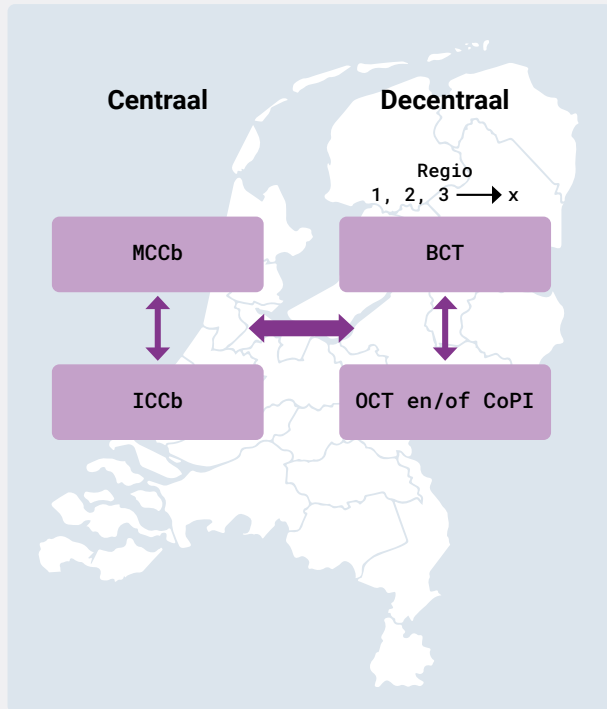 Centraal
Decentraal
Regio
1, 2, 3 x
MCCb
BCT
ICCb
OCT en/of CoPI